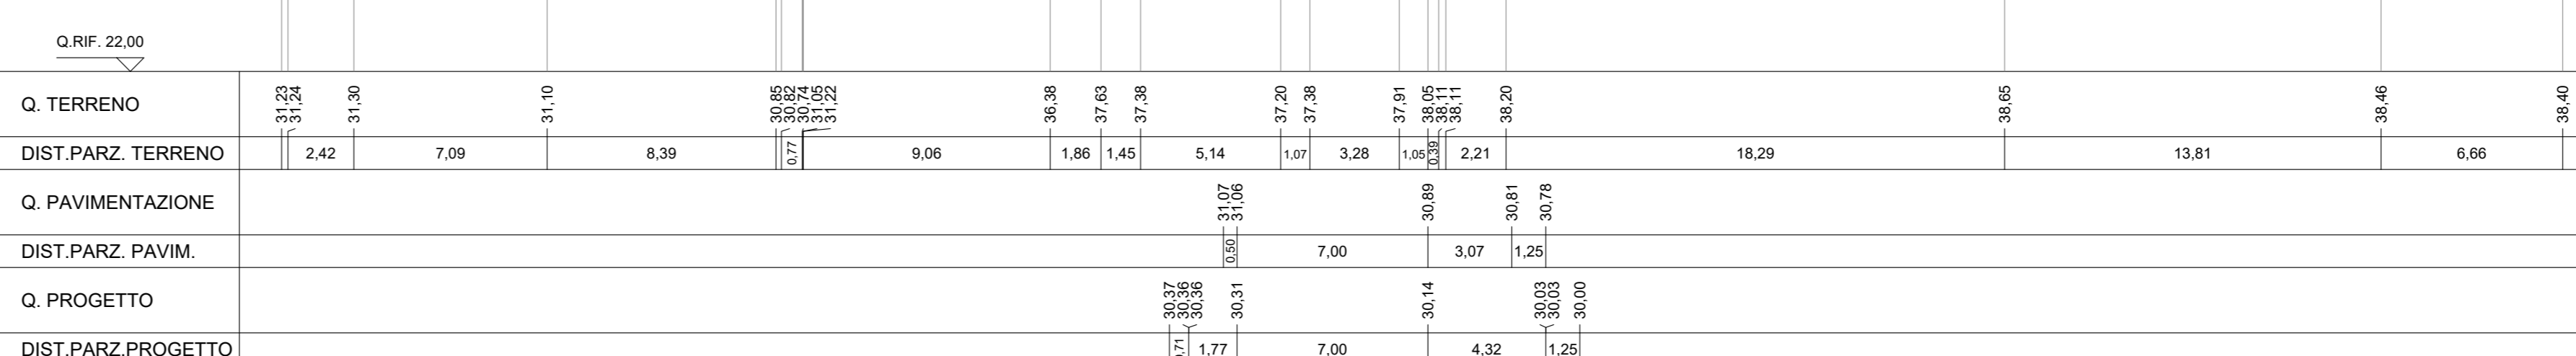 Q.RIF. 22,00
Q. TERRENO 31,23 31,24 31,30 31,10 30,85 30,82 30,74 31,05 31,22 36,38 37,63 37,38 37,20 37,38 37,91 38,05 38,11 38,11 38,20 38,65 38,46 38,40
DIST.PARZ. TERRENO 2,42 7,09 8,39 0,77 9,06 1,86 1,45 5,14 1,07 3,28 1,05 0,39 2,21 18,29 13,81 6,66
Q. PAVIMENTAZIONE 31,07 31,06 30,89 30,81 30,78
DIST.PARZ. PAVIM. 0,50 7,00 3,07 1,25
Q. PROGETTO 30,37 30,36 30,36 30,31 30,14 30,03 30,03 30,00
DIST.PARZ.PROGETTO 1,77 7,00 4,32 1,25